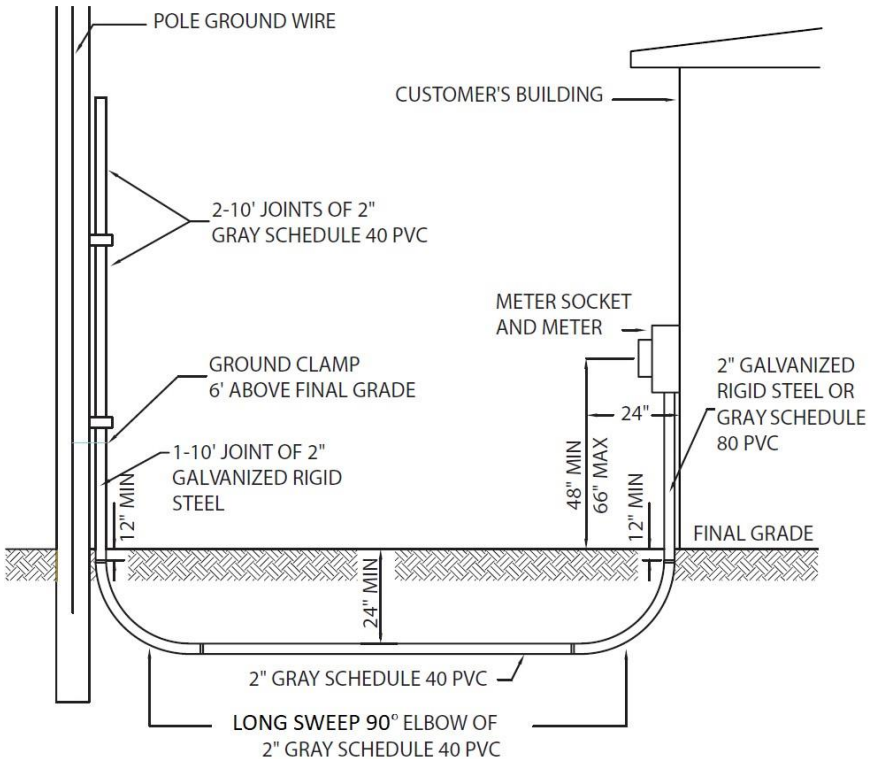 POLE GROUND WIRE
CUSTOMER'S BUILDING
2-10' JOINTS OF 2"
GRAY SCHEDULE 40 PVC
METER SOCKET
AND METER
GROUND CLAMP
6' ABOVE FINAL GRADE
2" GALVANIZED
RIGID STEEL OR
GRAY SCHEDULE
80 PVC
24"
1-10' JOINT OF 2"
GALVANIZED RIGID
STEEL
12" MIN
48" MIN
66" MAX
12" MIN
FINAL GRADE
24" MIN
2" GRAY SCHEDULE 40 PVC
LONG SWEEP 90° ELBOW OF
2" GRAY SCHEDULE 40 PVC